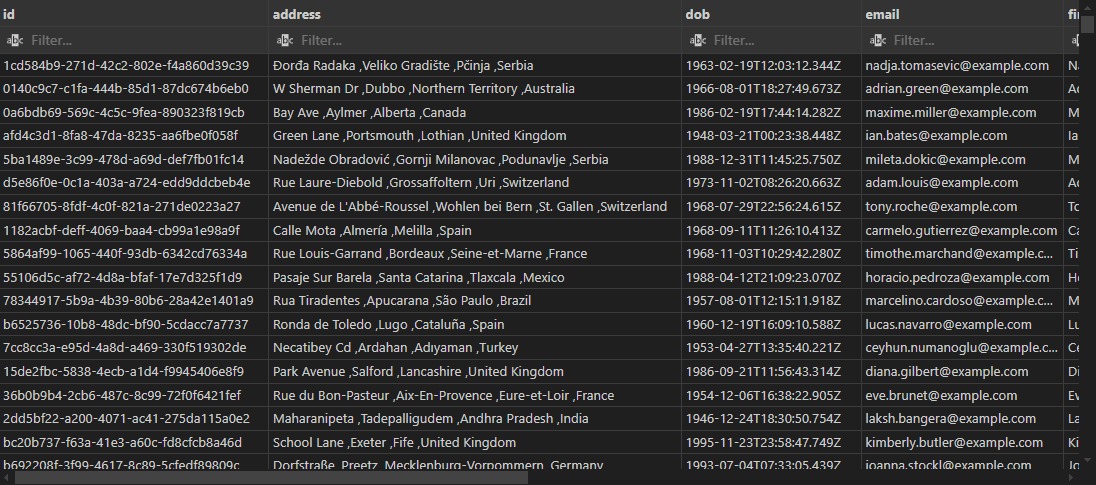 id address dob email fi
abc Filter... abc Filter... abc Filter... abc Filter...
1cd584b9-271d-42c2-802e-f4a860d39c39 Đorđa Radaka ,Veliko Gradište ,Pčinja ,Serbia 1963-02-19T12:03:12.344Z nadja.tomasevic@example.com Na
0140c9c7-c1fa-444b-85d1-87dc674b6eb0 W Sherman Dr ,Dubbo ,Northern Territory ,Australia 1966-08-01T18:27:49.673Z adrian.green@example.com Ad
0a6bdb69-569c-4c5c-9fea-890323f819cb Bay Ave ,Aylmer ,Alberta ,Canada 1986-02-19T17:44:14.282Z maxime.miller@example.com M
afd4c3d1-8fa8-47da-8235-aa6fbe0f058f Green Lane ,Portsmouth ,Lothian ,United Kingdom 1948-03-21T00:23:38.448Z ian.bates@example.com Ia
5ba1489e-3c99-478d-a69d-def7fb01fc14 Nadežde Obradović ,Gornji Milanovac ,Podunavlje ,Serbia 1988-12-31T11:45:25.750Z mileta.dokic@example.com M
d5e86f0e-0c1a-403a-a724-edd9ddcbeb4e Rue Laure-Diebold ,Grossaffoltern ,Uri ,Switzerland 1973-11-02T08:26:20.663Z adam.louis@example.com Ad
81f66705-8fdf-4c0f-821a-271de0223a27 Avenue de L'Abbé-Roussel ,Wohlen bei Bern ,St. Gallen ,Switzerland 1968-07-29T22:56:24.615Z tony.roche@example.com To
1182acbf-deff-4069-baa4-cb99a1e98a9f Calle Mota ,Almería ,Melilla ,Spain 1968-09-11T11:26:10.413Z carmelo.gutierrez@example.com Ca
5864af99-1065-440f-93db-6342cd76334a Rue Louis-Garrand ,Bordeaux ,Seine-et-Marne ,France 1968-11-03T10:29:42.280Z timothe.marchand@example.com Ti
55106d5c-af72-4d8a-bfaf-17e7d325f1d9 Pasaje Sur Barela ,Santa Catarina ,Tlaxcala ,Mexico 1988-04-12T21:09:23.070Z horacio.pedroza@example.com Ho
78344917-5b9a-4b39-80b6-28a42e1401a9 Rua Tiradentes ,Apucarana ,São Paulo ,Brazil 1957-08-01T12:15:11.918Z marcelino.cardoso@example.c... M
b6525736-10b8-48dc-bf90-5cdacc7a7737 Ronda de Toledo ,Lugo ,Cataluña ,Spain 1960-12-19T16:09:10.588Z lucas.navarro@example.com Lu
7cc8cc3a-e95d-4a8d-a469-330f519302de Necatibey Cd ,Ardahan ,Adıyaman ,Turkey 1953-04-27T13:35:40.221Z ceyhun.numanoglu@example.c... Ce
15de2fbc-5838-4ecb-a1d4-f9945406e8f9 Park Avenue ,Salford ,Lancashire ,United Kingdom 1986-09-21T11:56:43.314Z diana.gilbert@example.com Di
36b0b9b4-2cb6-487c-8c99-72f0f6421fef Rue du Bon-Pasteur ,Aix-En-Provence ,Eure-et-Loir ,France 1954-12-06T16:38:22.905Z eve.brunet@example.com Ev
2dd5bf22-a200-4071-ac41-275da115a0e2 Maharanipeta ,Tadepalligudem ,Andhra Pradesh ,India 1946-12-24T18:30:50.754Z laksh.bangera@example.com La
bc20b737-f63a-41e3-a60c-fd8cfcb8a46d School Lane ,Exeter ,Fife ,United Kingdom 1995-11-23T23:58:47.749Z kimberly.butler@example.com Ki
b692208f-3f99-4617-8c89-5cfedf89809c Dorfstraße ,Preetz ,Mecklenburg-Vorpommern ,Germany 1993-07-04T07:33:05.439Z joanna.stockl@example.com Jo